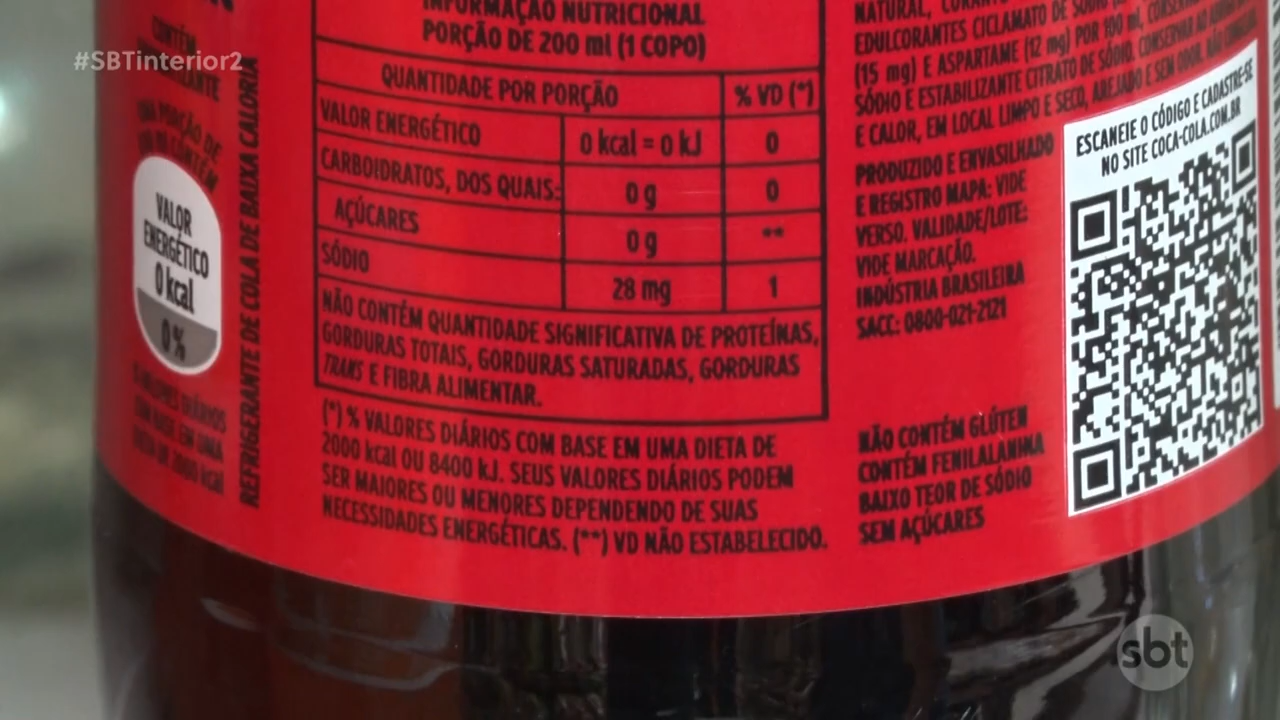 #SBTinterior2
CONTÉM
UMA PORÇÃO DE
VALOR
ENERGÉTICO
0 kcal
0%
REFRIGERANTE DE COLA DE BAIXA CALORIA
INFORMAÇÃO NUTRICIONAL
PORÇÃO DE 200 ml (1 COPO)
QUANTIDADE POR PORÇÃO % VD (*)
VALOR ENERGÉTICO 0 kcal = 0 kJ 0
CARBOIDRATOS, DOS QUAIS: 0 g 0
AÇÚCARES 0 g **
SÓDIO 28 mg 1
NÃO CONTÉM QUANTIDADE SIGNIFICATIVA DE PROTEÍNAS,
GORDURAS TOTAIS, GORDURAS SATURADAS, GORDURAS
TRANS E FIBRA ALIMENTAR.
(*) % VALORES DIÁRIOS COM BASE EM UMA DIETA DE
2000 kcal OU 8400 kJ. SEUS VALORES DIÁRIOS PODEM
SER MAIORES OU MENORES DEPENDENDO DE SUAS
NECESSIDADES ENERGÉTICAS. (**) VD NÃO ESTABELECIDO.
NATURAL,
EDULCORANTES CICLAMATO DE SÓDIO
(15 mg) E ASPARTAME (12 mg) POR 100 ml,
SÓDIO E ESTABILIZANTE CITRATO DE SÓDIO. CONSERVAR AO
E CALOR, EM LOCAL LIMPO E SECO, AREJADO E SEM ODOR.
PRODUZIDO E ENVASILHADO
E REGISTRO MAPA: VIDE
VERSO. VALIDADE/LOTE:
VIDE MARCAÇÃO.
INDÚSTRIA BRASILEIRA
SACC: 0800-021-2121
NÃO CONTÉM GLÚTEN
CONTÉM FENILALANINA
BAIXO TEOR DE SÓDIO
SEM AÇÚCARES
ESCANEIE O CÓDIGO E CADASTRE-SE
NO SITE COCA-COLA.COM.BR
sbt